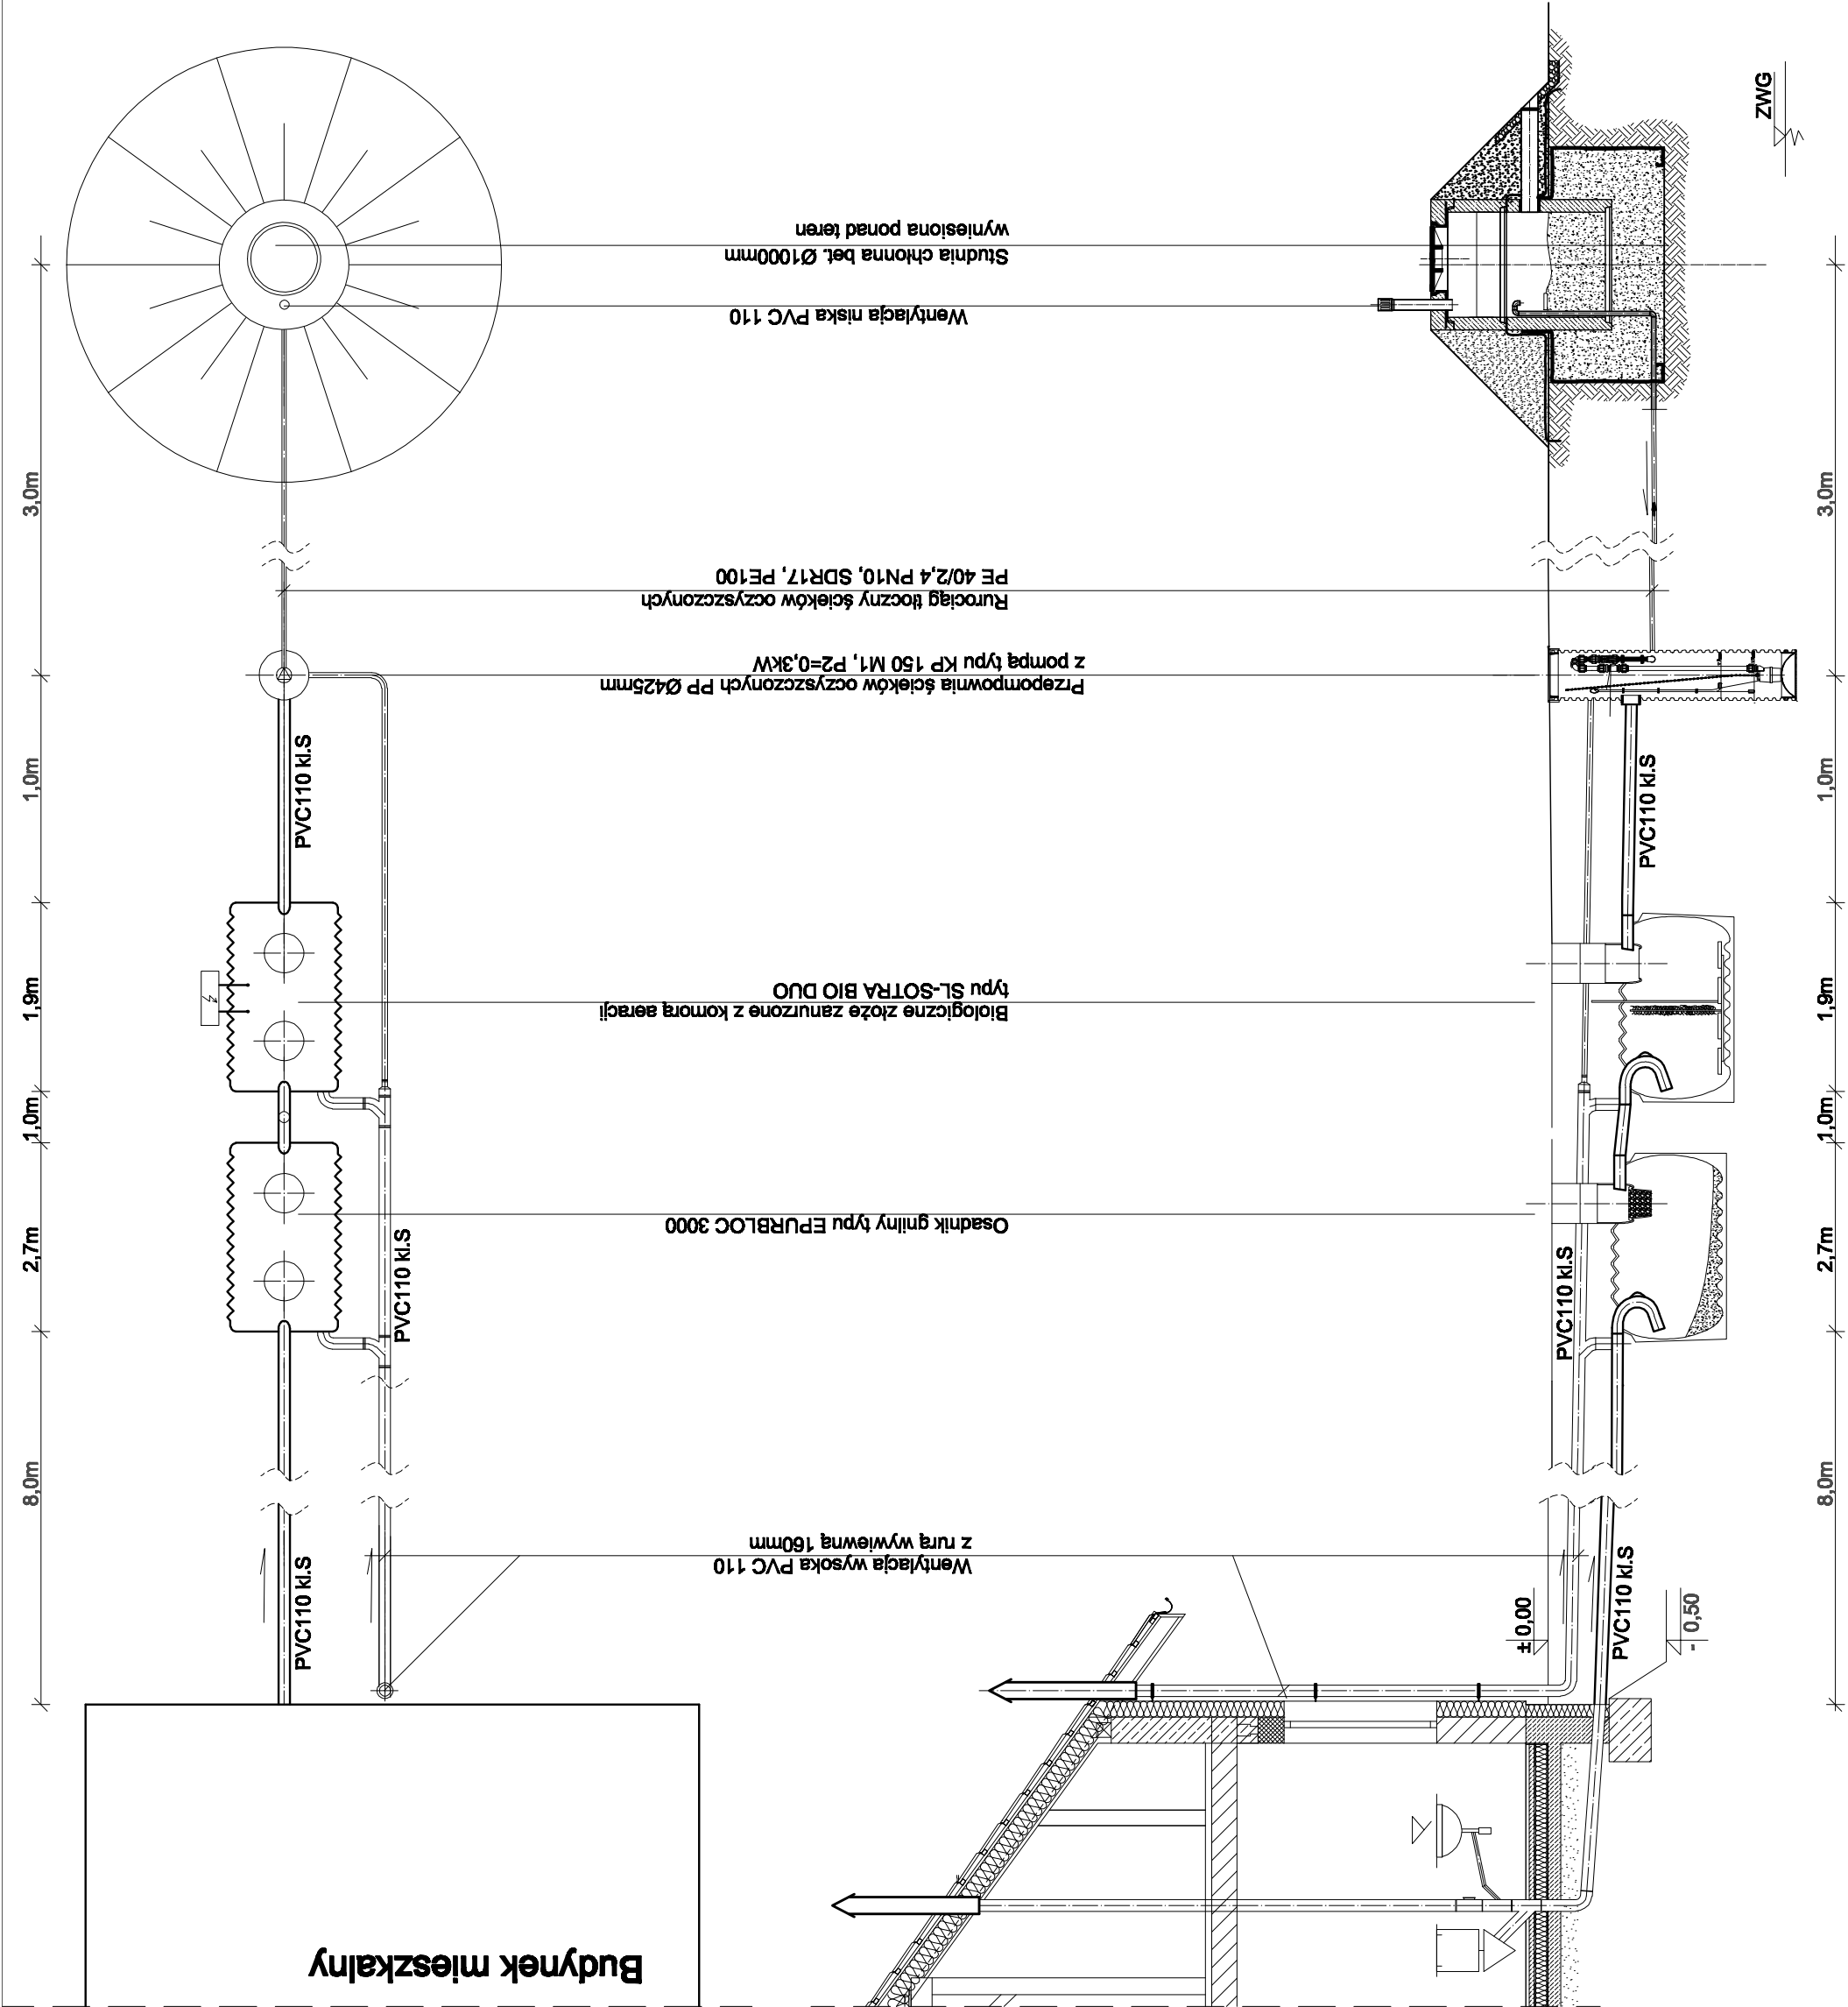 Budynek mieszkalny
Wentylacja wysoka PVC 110
z rurą wywiewną 160mm
Osadnik gnilny typu EPURBLOC 3000
Biologiczne złoże zanurzone z komorą aeracji
typu SL-SOTRA BIO DUO
Przepompownia ścieków oczyszczonych PP Ø425mm
z pompą typu KP 150 M1, P2=0,3kW
Rurociąg tłoczny ścieków oczyszczonych
PE 40/2,4 PN10, SDR17, PE100
Wentylacja niska PVC 110
Studnia chłonna bet. Ø1000mm
wyniesiona ponad teren
8,0m
2,7m
1,0m
1,9m
1,0m
3,0m
PVC110 kl.S
PVC110 kl.S
PVC110 kl.S
± 0,00
- 0,50
PVC110 kl.S
PVC110 kl.S
PVC110 kl.S
ZWG
8,0m
2,7m
1,0m
1,9m
1,0m
3,0m